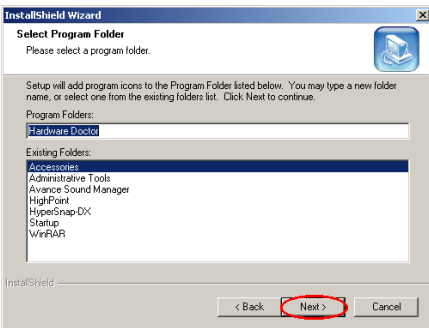 InstallShield Wizard
Select Program Folder
Please select a program folder.
Setup will add program icons to the Program Folder listed below. You may type a new folder
name, or select one from the existing folders list. Click Next to continue.
Program Folders:
Hardware Doctor
Existing Folders:
Accessories
Administrative Tools
Avance Sound Manager
HighPoint
HyperSnap-DX
Startup
WinRAR
InstallShield
< Back Next > Cancel